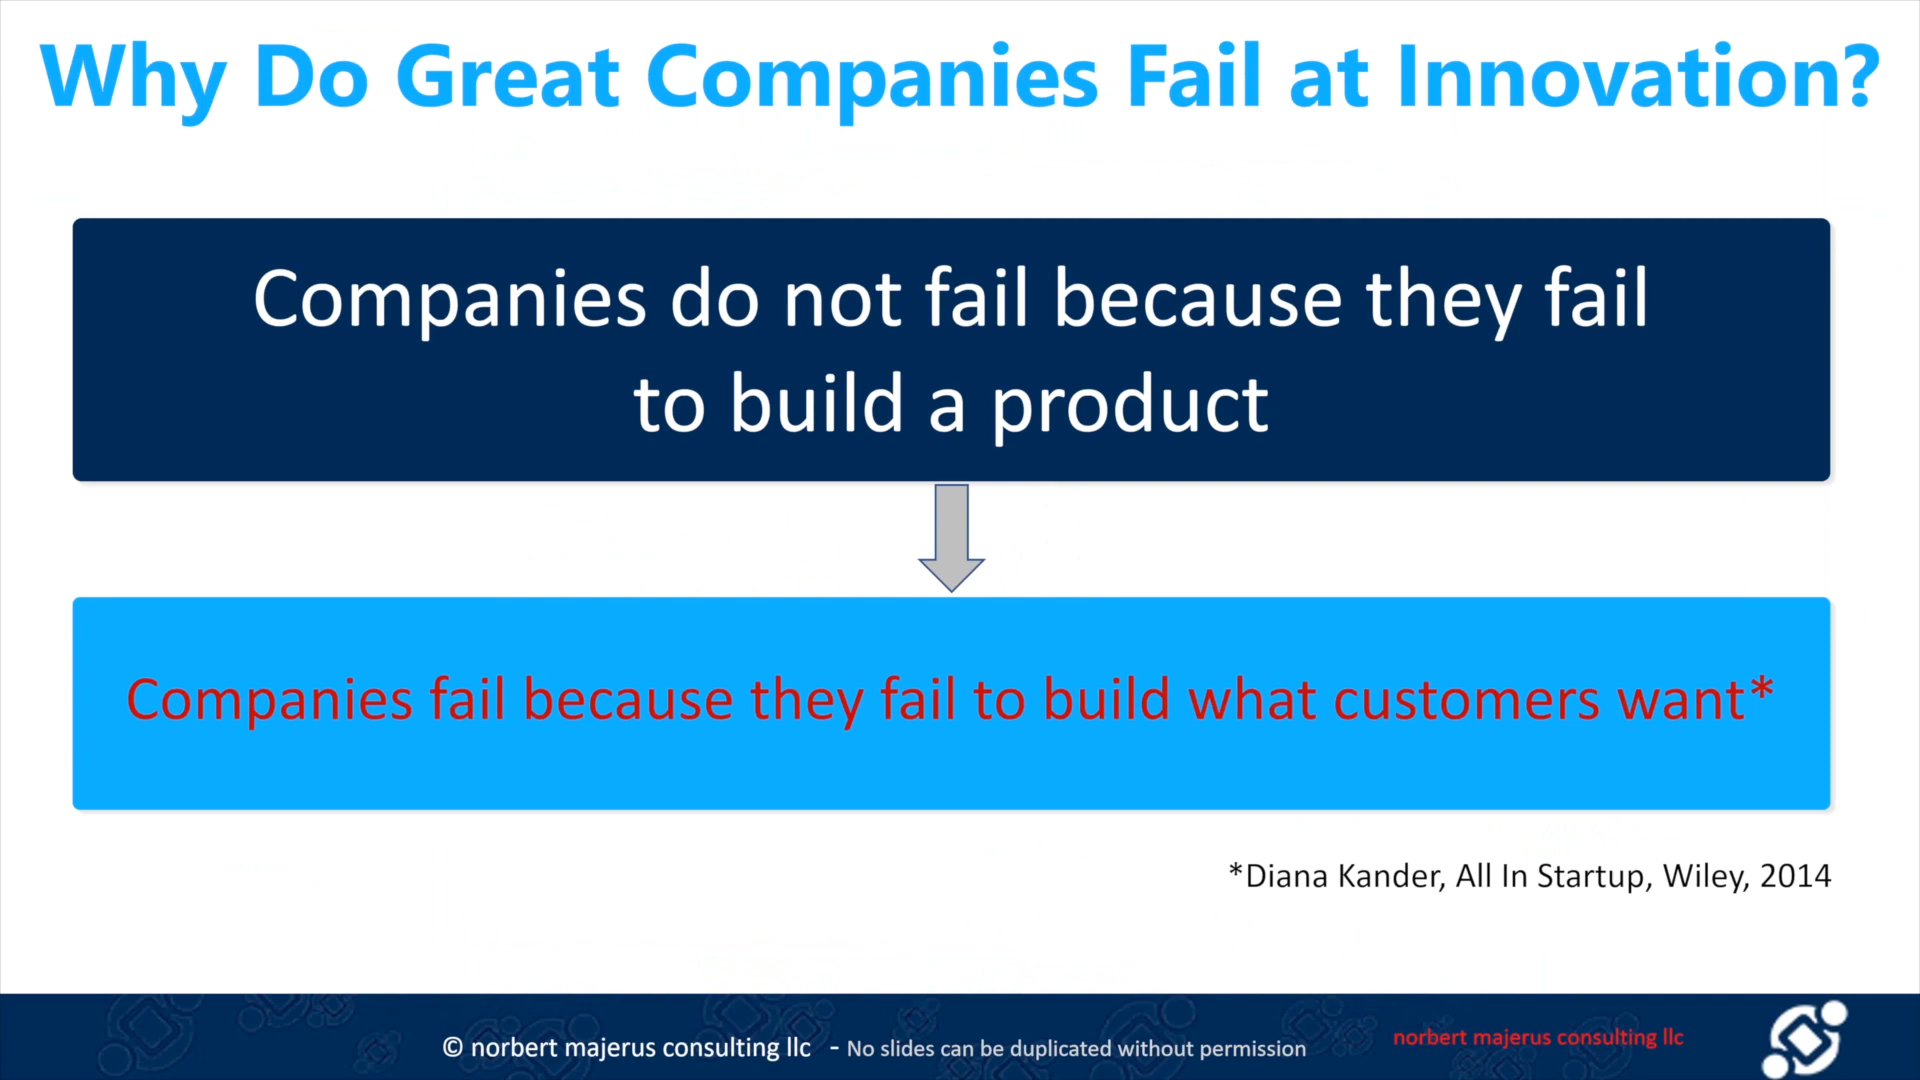 Why Do Great Companies Fail at Innovation?
Companies do not fail because they fail
to build a product
Companies fail because they fail to build what customers want*
*Diana Kander, All In Startup, Wiley, 2014
© norbert majerus consulting llc - No slides can be duplicated without permission
norbert majerus consulting llc